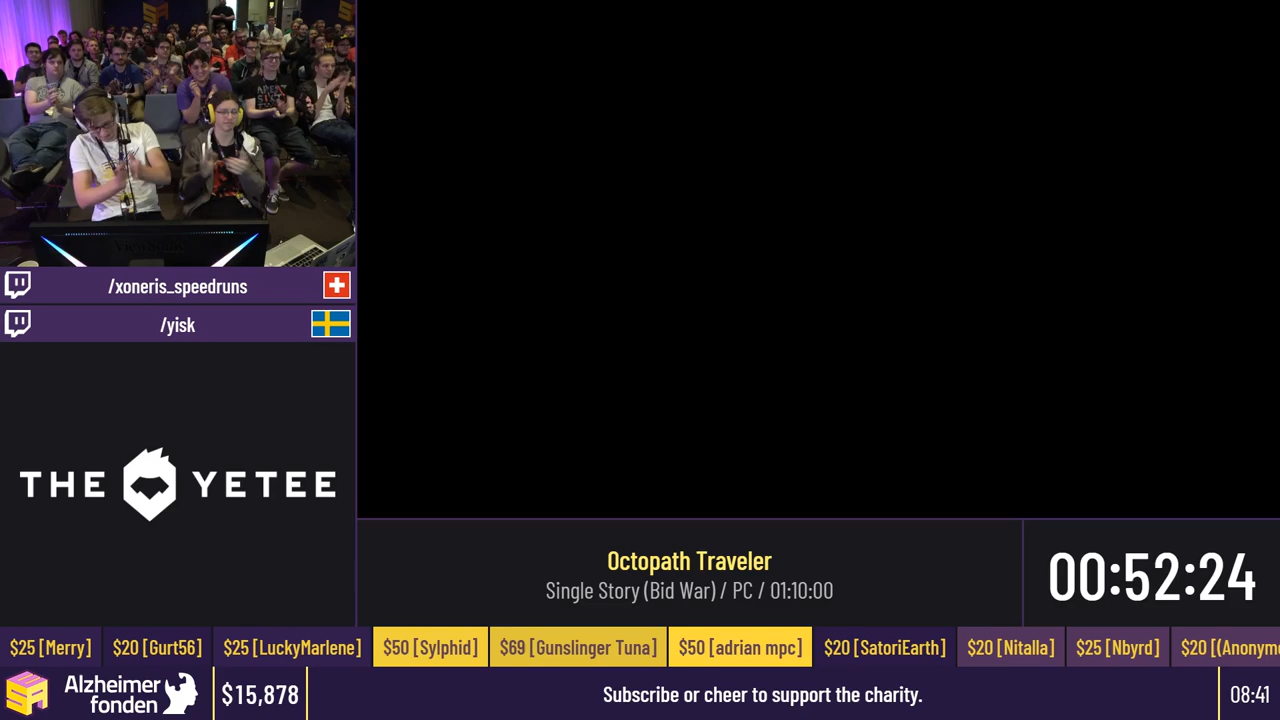 /xoneris_speedruns
/yisk
THE YETEE
Octopath Traveler
Single Story (Bid War) / PC / 01:10:00
00:52:24
$25 [Merry]
$20 [Gurt56]
$25 [LuckyMarlene]
$50 [Sylphid]
$69 [Gunslinger Tuna]
$50 [adrian mpc]
$20 [SatoriEarth]
$20 [Nitalla]
$25 [Nbyrd]
$20 [(Anonym
Alzheimer
fonden
$15,878
Subscribe or cheer to support the charity.
08:41